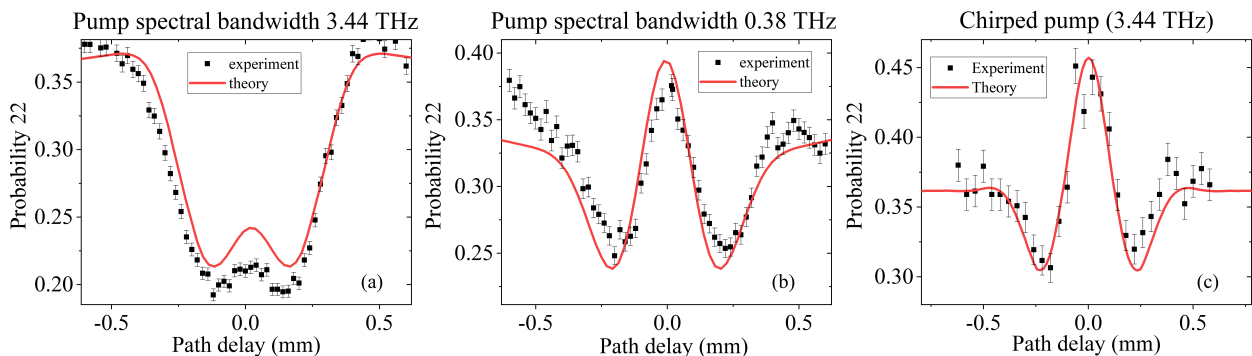 Pump spectral bandwidth 3.44 THz
0.35
0.30
0.25
0.20
Probability 22
experiment
theory
(a)
-0.5
0.0
0.5
Path delay (mm)
Pump spectral bandwidth 0.38 THz
0.40
0.35
0.30
0.25
Probability 22
experiment
theory
(b)
-0.5
0.0
0.5
Path delay (mm)
Chirped pump (3.44 THz)
0.45
0.40
0.35
0.30
Probability 22
Experiment
Theory
(c)
-0.5
0.0
0.5
Path delay (mm)